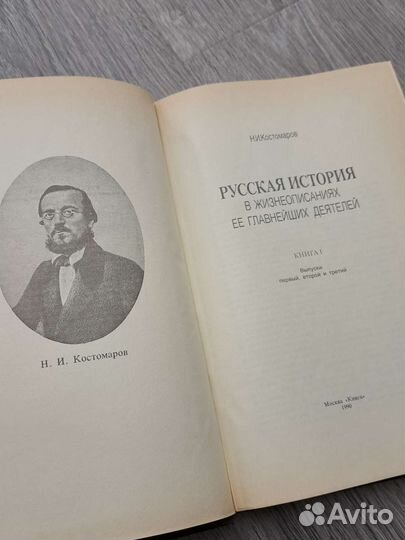 Н. И. Костомаров
Н.И.Костомаров
РУССКАЯ ИСТОРИЯ
В ЖИЗНЕОПИСАНИЯХ
ЕЕ ГЛАВНЕЙШИХ ДЕЯТЕЛЕЙ
КНИГА I
Выпуски
первый, второй и третий
Москва «Книга»
1990
Avito